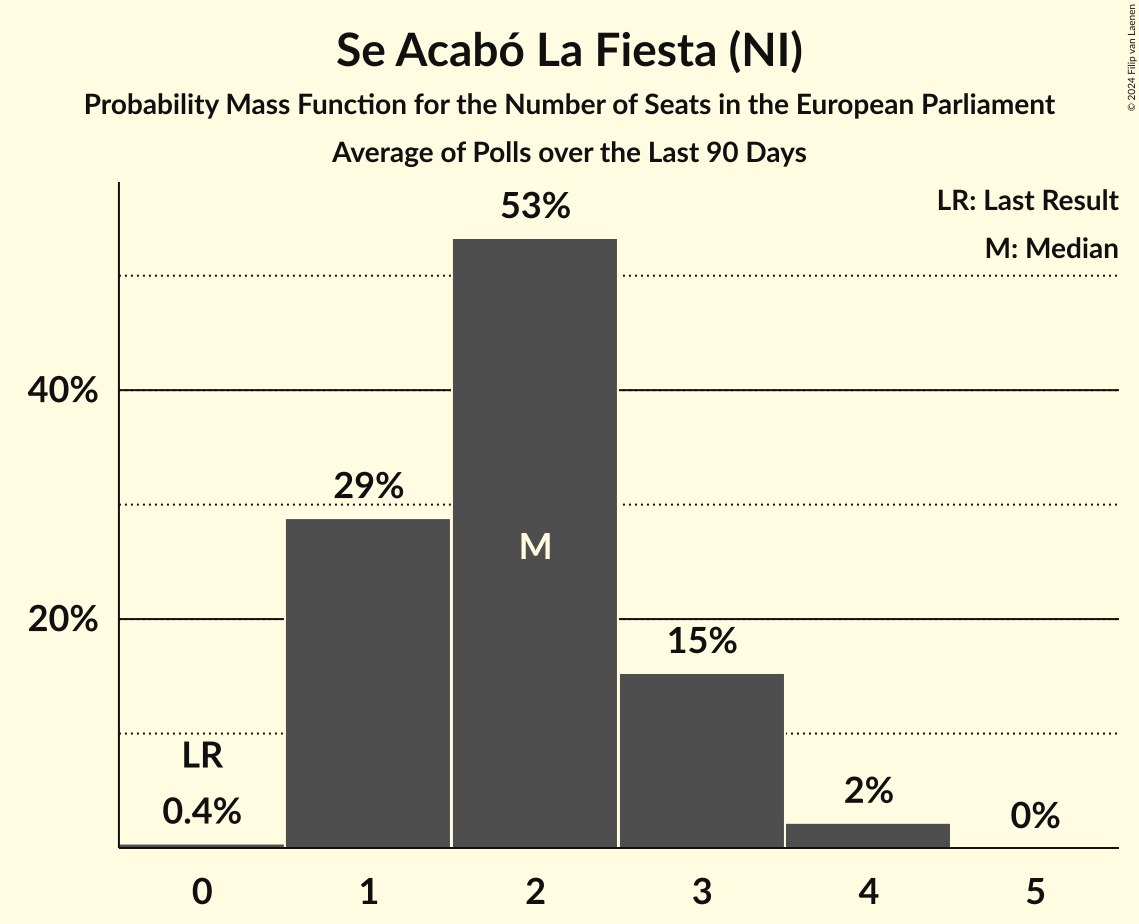 Se Acabó La Fiesta (NI)
Probability Mass Function for the Number of Seats in the European Parliament
Average of Polls over the Last 90 Days
© 2024 Filip van Laenen
LR: Last Result
M: Median
53%
40%
29%
M
20%
15%
LR
0.4%
2%
0%
0 1 2 3 4 5